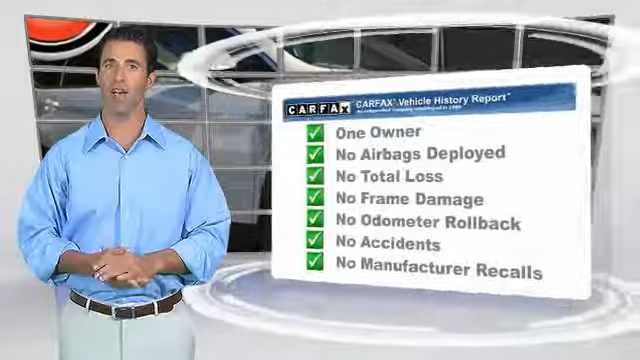 CARFAX CARFAX Vehicle History Report™
One Owner
No Airbags Deployed
No Total Loss
No Frame Damage
No Odometer Rollback
No Accidents
No Manufacturer Recalls